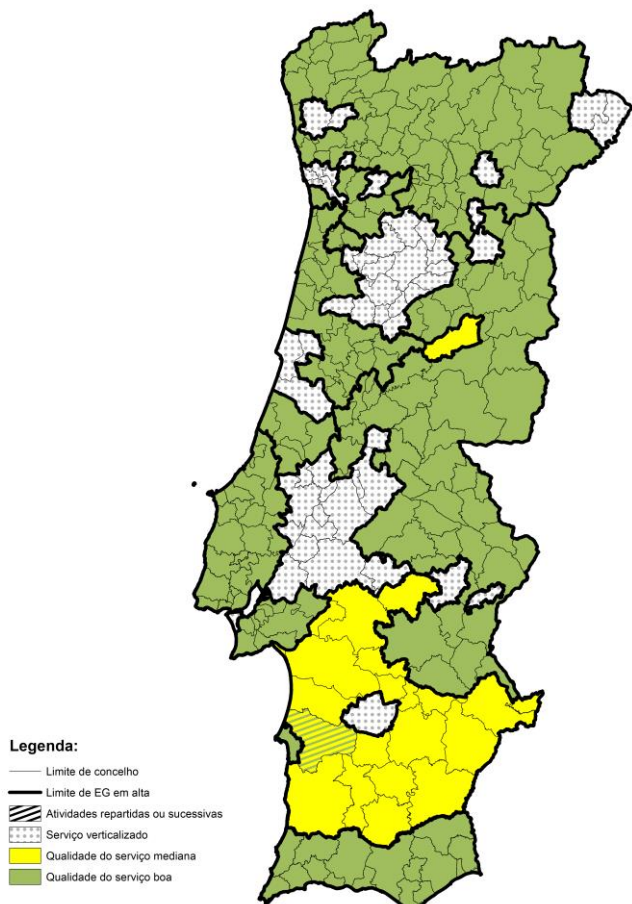 Legenda:
Limite de concelho
Limite de EG em alta
Atividades repartidas ou sucessivas
Serviço verticalizado
Qualidade do serviço mediana
Qualidade do serviço boa